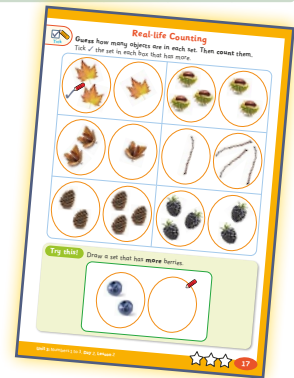 Real-life Counting
Tick
Guess how many objects are in each set. Then count them.
Tick ✓ the set in each box that has more.
Try this!
Draw a set that has more berries.
17